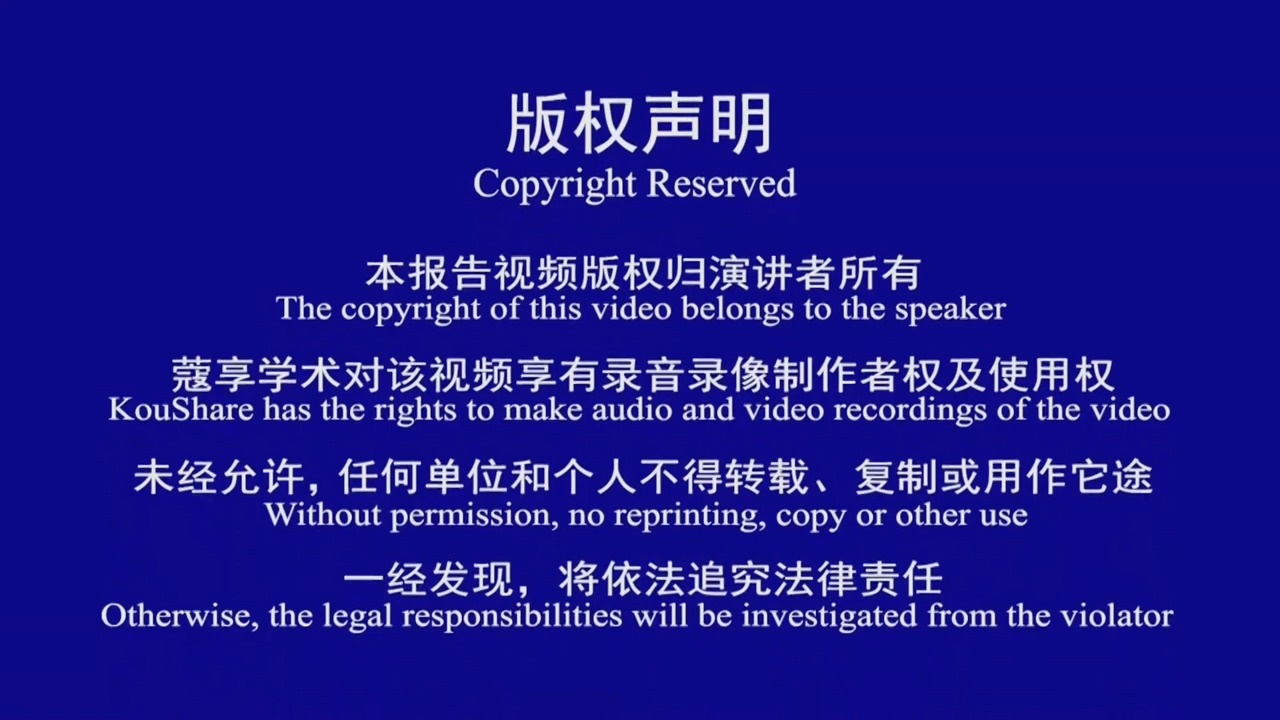 版权声明
Copyright Reserved
本报告视频版权归演讲者所有
The copyright of this video belongs to the speaker
蔻享学术对该视频享有录音录像制作者权及使用权
KouShare has the rights to make audio and video recordings of the video
未经允许，任何单位和个人不得转载、复制或用作它途
Without permission, no reprinting, copy or other use
一经发现，将依法追究法律责任
Otherwise, the legal responsibilities will be investigated from the violator